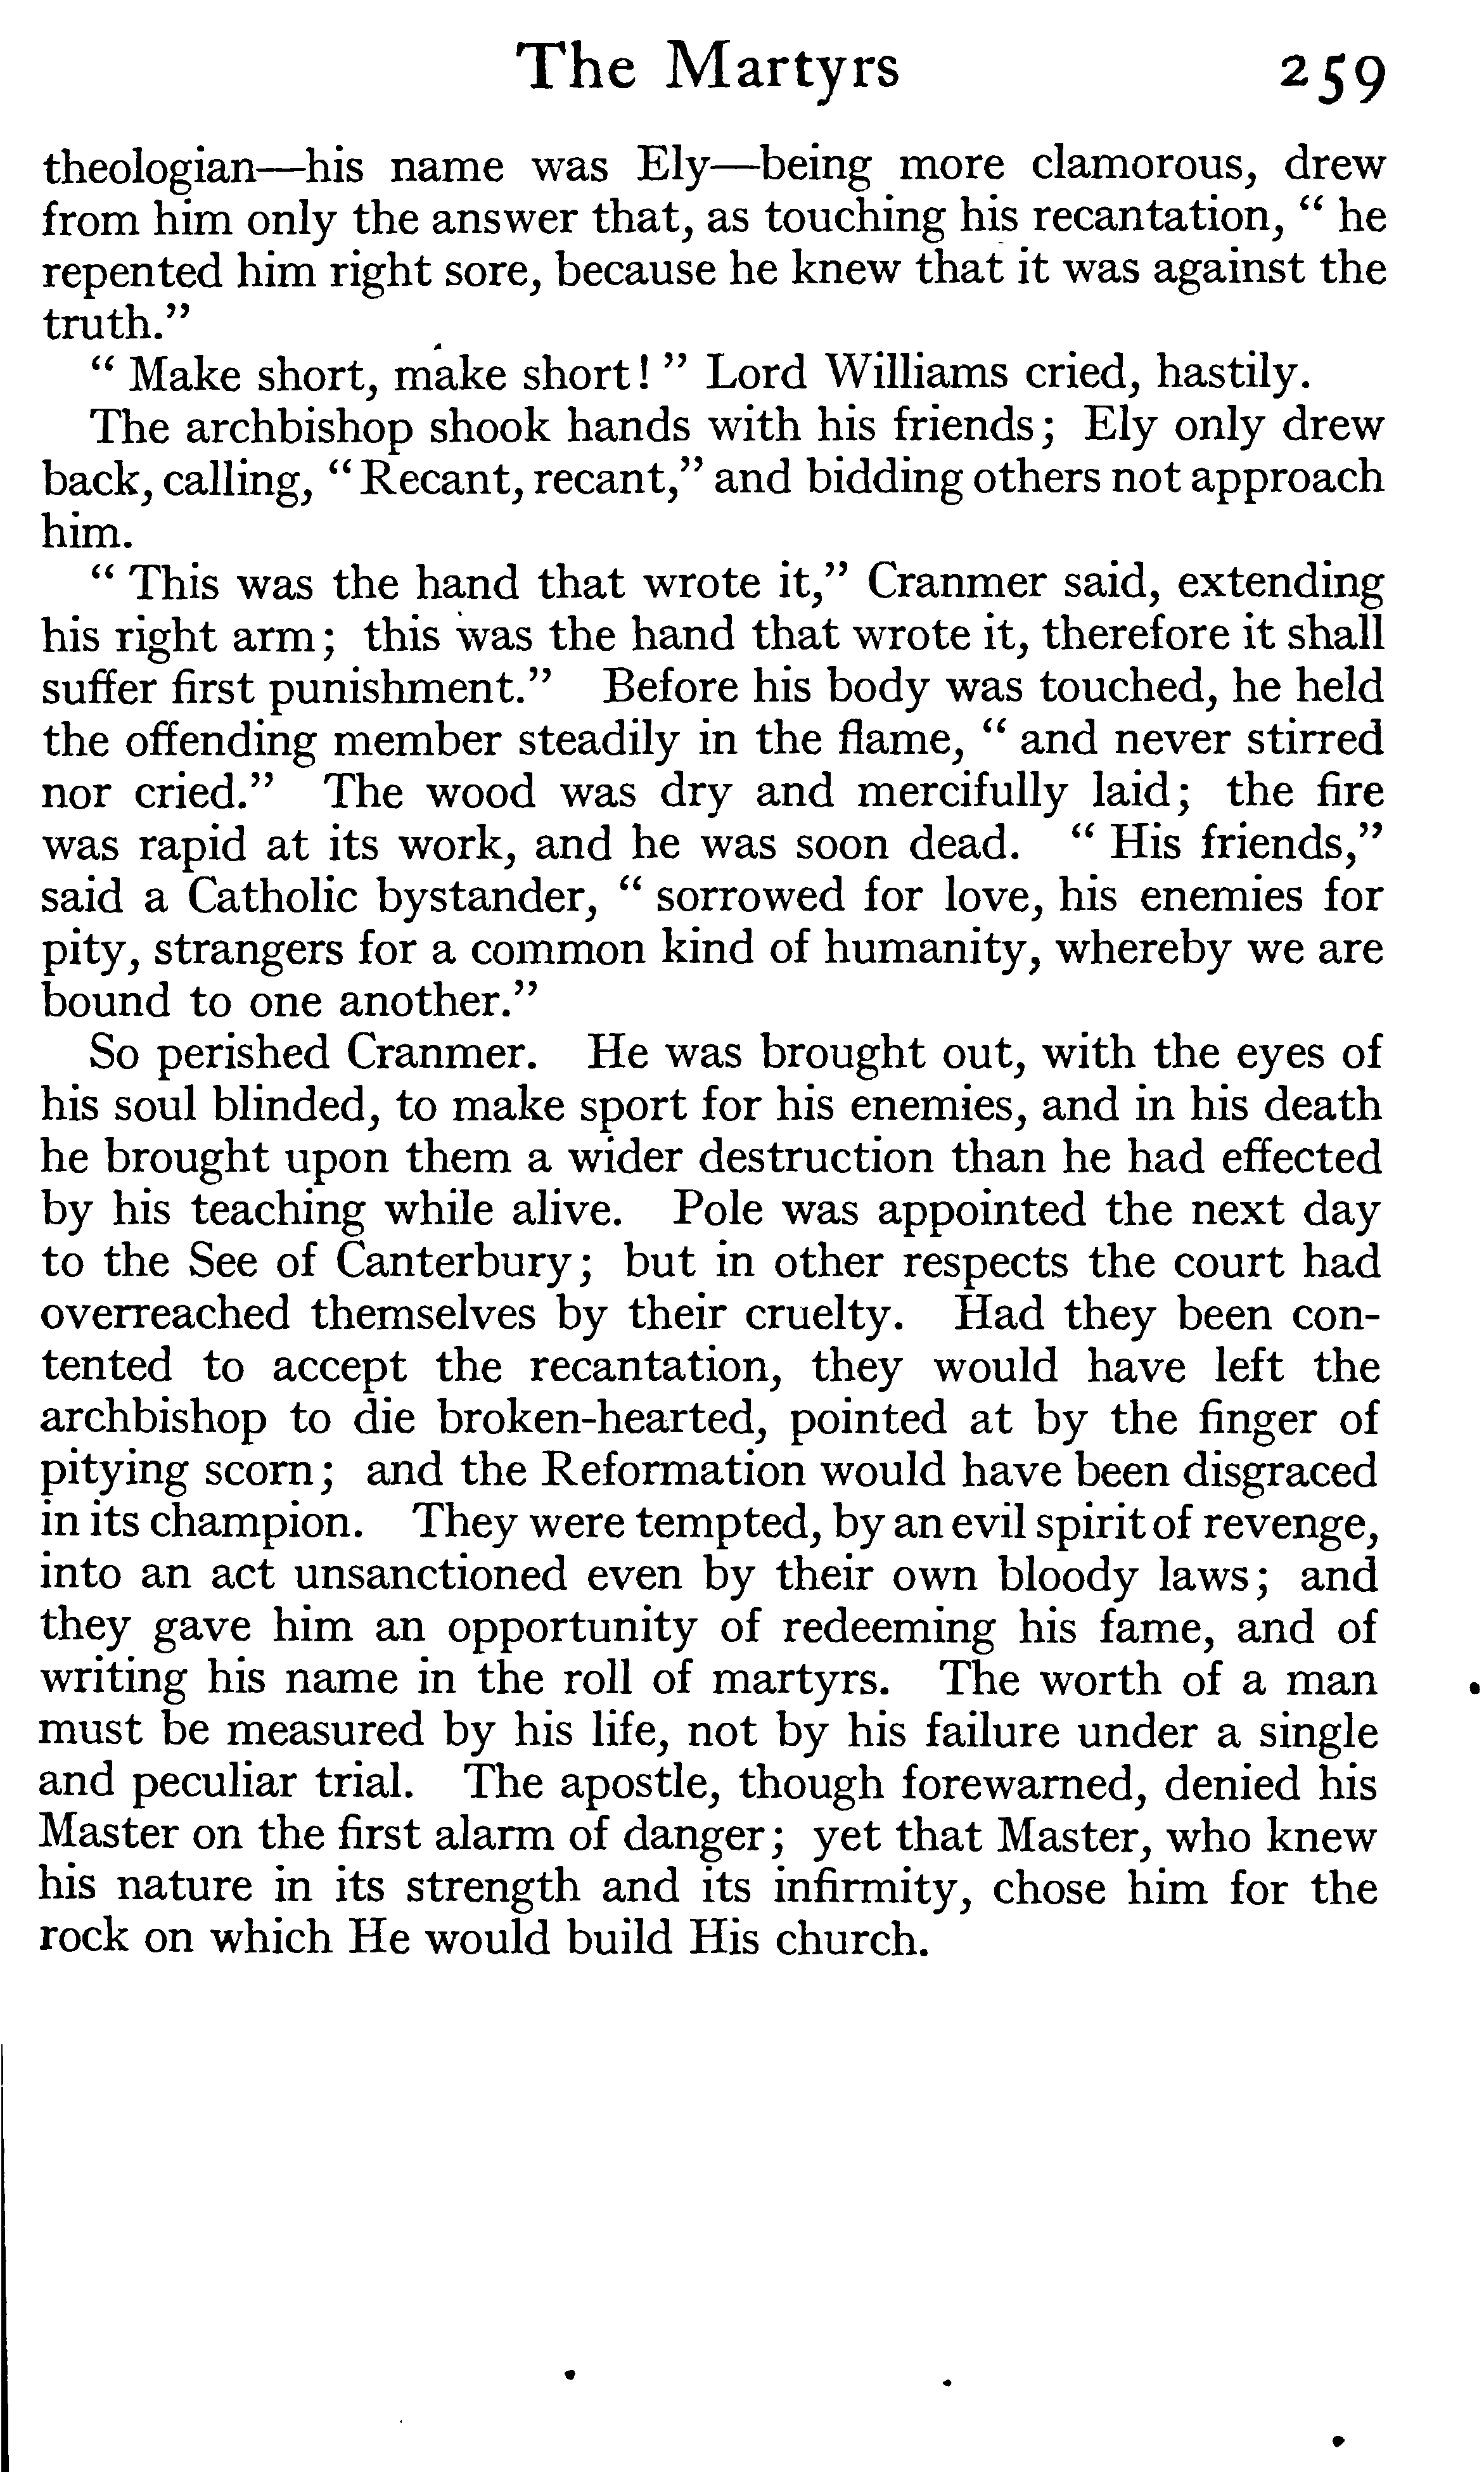 The Martyrs 259
theologian—his name was Ely—being more clamorous, drew
from him only the answer that, as touching his recantation, “ he
repented him right sore, because he knew that it was against the
truth.”
“ Make short, make short! ” Lord Williams cried, hastily.
The archbishop shook hands with his friends; Ely only drew
back, calling, “ Recant, recant,” and bidding others not approach
him.
“ This was the hand that wrote it,” Cranmer said, extending
his right arm; this was the hand that wrote it, therefore it shall
suffer first punishment.” Before his body was touched, he held
the offending member steadily in the flame, “ and never stirred
nor cried.” The wood was dry and mercifully laid; the fire
was rapid at its work, and he was soon dead. “ His friends,”
said a Catholic bystander, “ sorrowed for love, his enemies for
pity, strangers for a common kind of humanity, whereby we are
bound to one another.”
So perished Cranmer. He was brought out, with the eyes of
his soul blinded, to make sport for his enemies, and in his death
he brought upon them a wider destruction than he had effected
by his teaching while alive. Pole was appointed the next day
to the See of Canterbury; but in other respects the court had
overreached themselves by their cruelty. Had they been con-
tented to accept the recantation, they would have left the
archbishop to die broken-hearted, pointed at by the finger of
pitying scorn; and the Reformation would have been disgraced
in its champion. They were tempted, by an evil spirit of revenge,
into an act unsanctioned even by their own bloody laws; and
they gave him an opportunity of redeeming his fame, and of
writing his name in the roll of martyrs. The worth of a man
must be measured by his life, not by his failure under a single
and peculiar trial. The apostle, though forewarned, denied his
Master on the first alarm of danger; yet that Master, who knew
his nature in its strength and its infirmity, chose him for the
rock on which He would build His church.